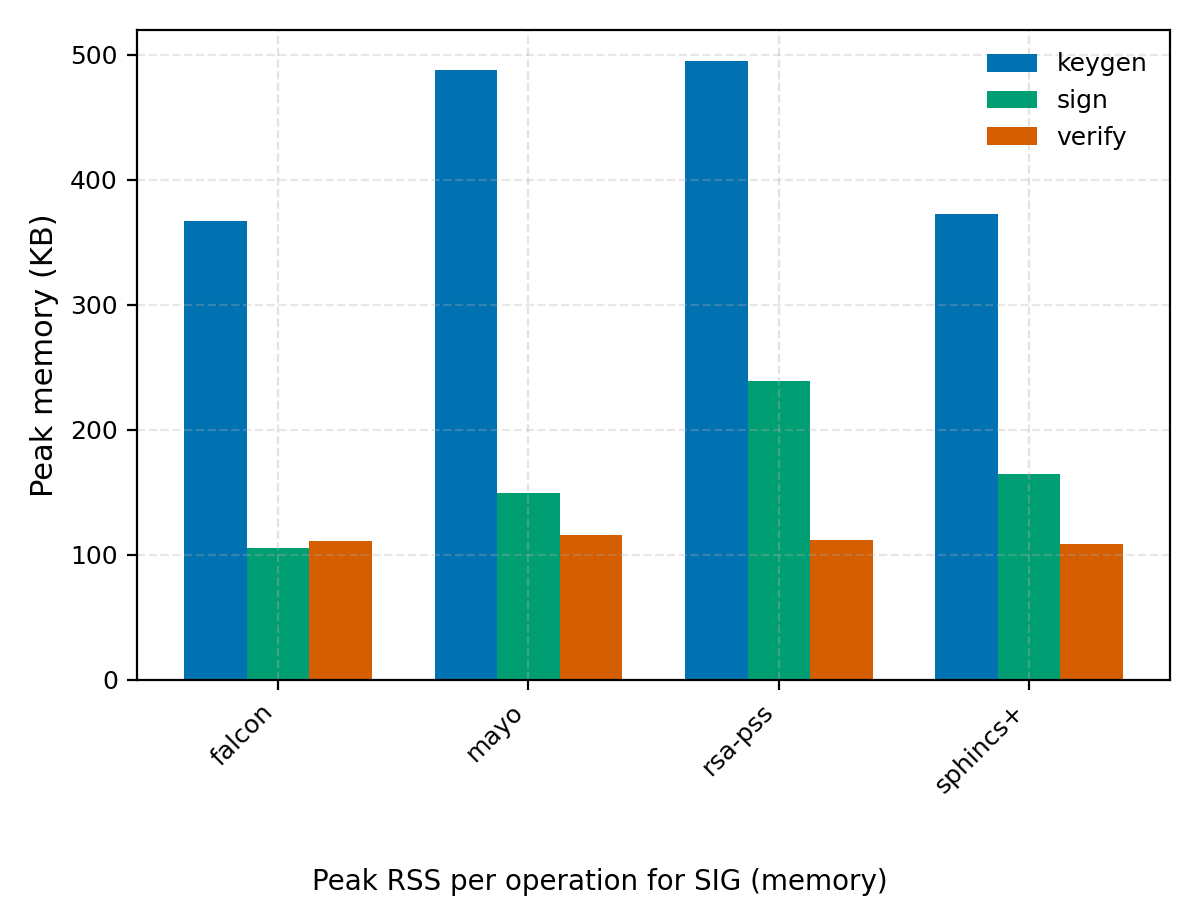 500
400
300
200
100
0
Peak memory (KB)
keygen
sign
verify
falcon
mayo
rsa-pss
sphincs+
Peak RSS per operation for SIG (memory)